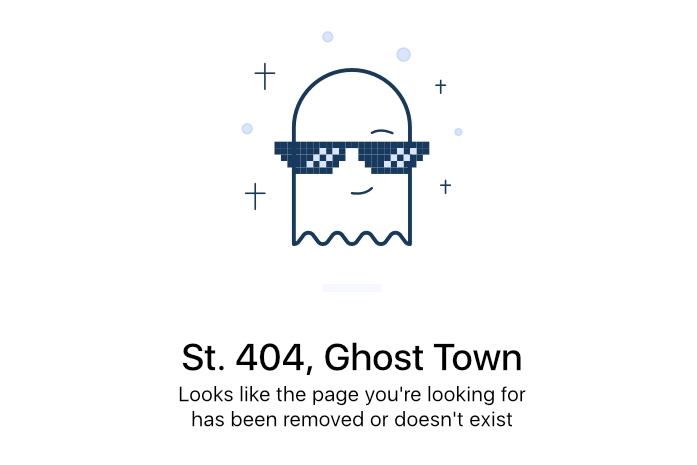 St. 404, Ghost Town
Looks like the page you're looking for
has been removed or doesn't exist